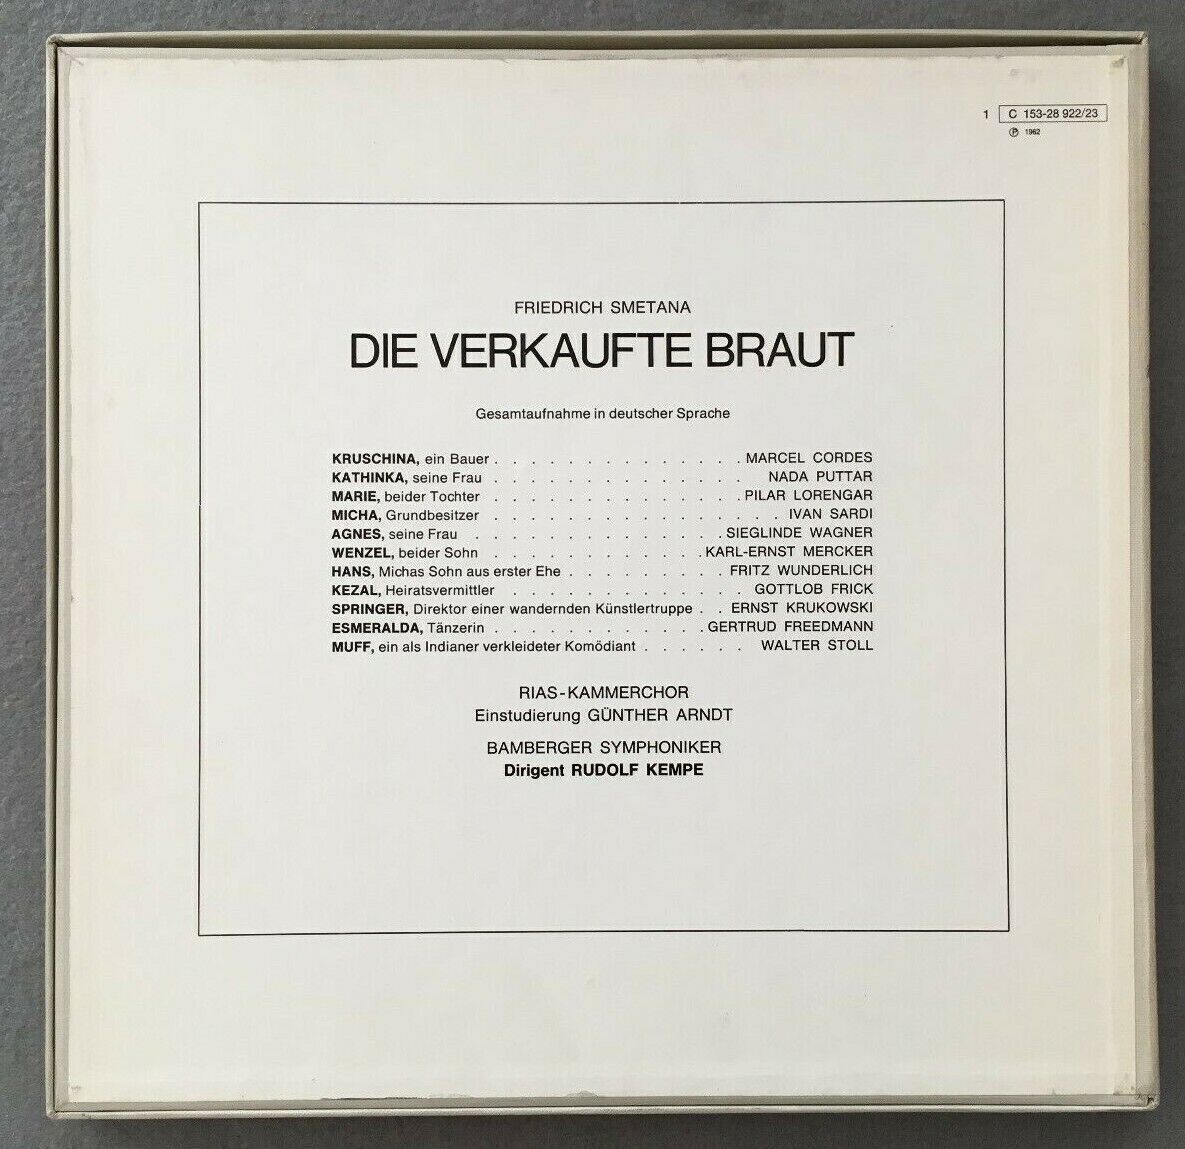 1 C 153-28 922/23
Ⓟ 1962
FRIEDRICH SMETANA
DIE VERKAUFTE BRAUT
Gesamtaufnahme in deutscher Sprache
KRUSCHINA, ein Bauer . . . . . . . . . . . . . . MARCEL CORDES
KATHINKA, seine Frau . . . . . . . . . . . . . . NADA PUTTAR
MARIE, beider Tochter . . . . . . . . . . . . . . PILAR LORENGAR
MICHA, Grundbesitzer . . . . . . . . . . . . . . . . IVAN SARDI
AGNES, seine Frau . . . . . . . . . . . . . . SIEGLINDE WAGNER
WENZEL, beider Sohn . . . . . . . . . . . . KARL-ERNST MERCKER
HANS, Michas Sohn aus erster Ehe . . . . . . . . . FRITZ WUNDERLICH
KEZAL, Heiratsvermittler . . . . . . . . . . . . . GOTTLOB FRICK
SPRINGER, Direktor einer wandernden Künstlertruppe . . ERNST KRUKOWSKI
ESMERALDA, Tänzerin . . . . . . . . . . . . GERTRUD FREEDMANN
MUFF, ein als Indianer verkleideter Komödiant . . . . . . WALTER STOLL
RIAS-KAMMERCHOR
Einstudierung GÜNTHER ARNDT
BAMBERGER SYMPHONIKER
Dirigent RUDOLF KEMPE